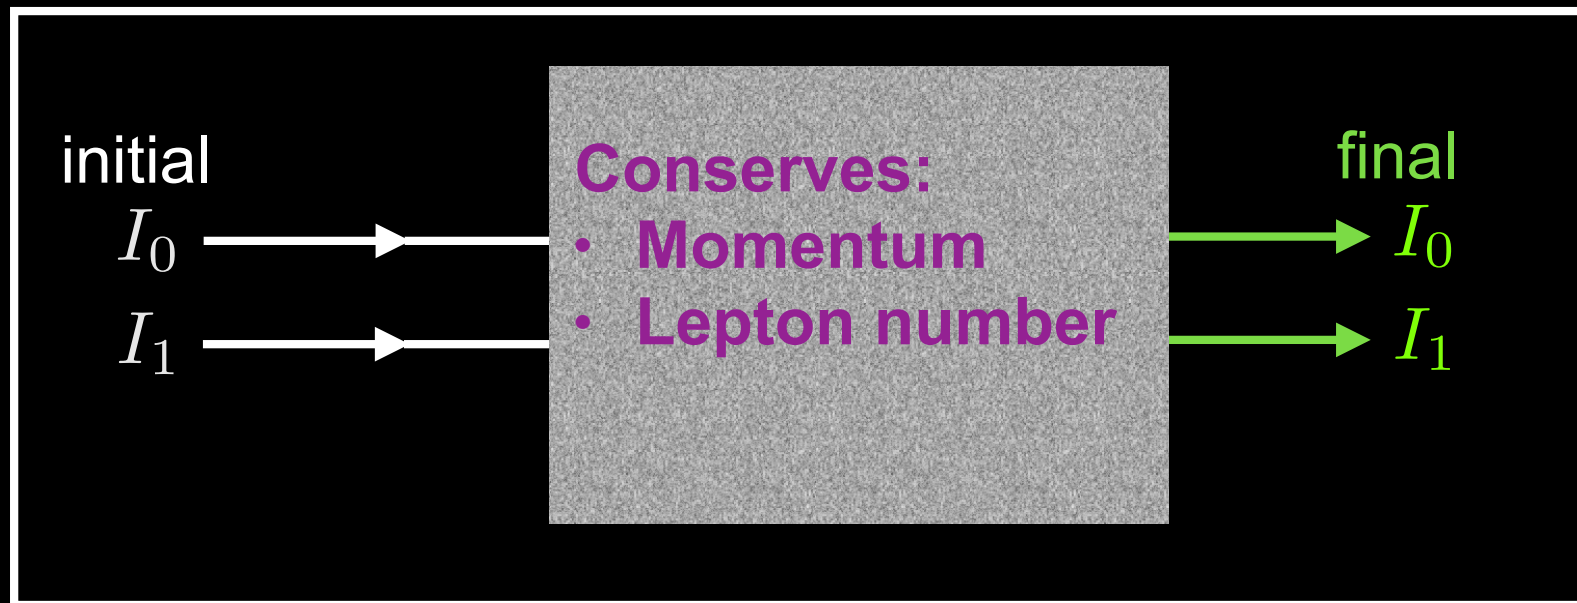 initial
I₀
I₁
Conserves:
• Momentum
• Lepton number
final
I₀
I₁